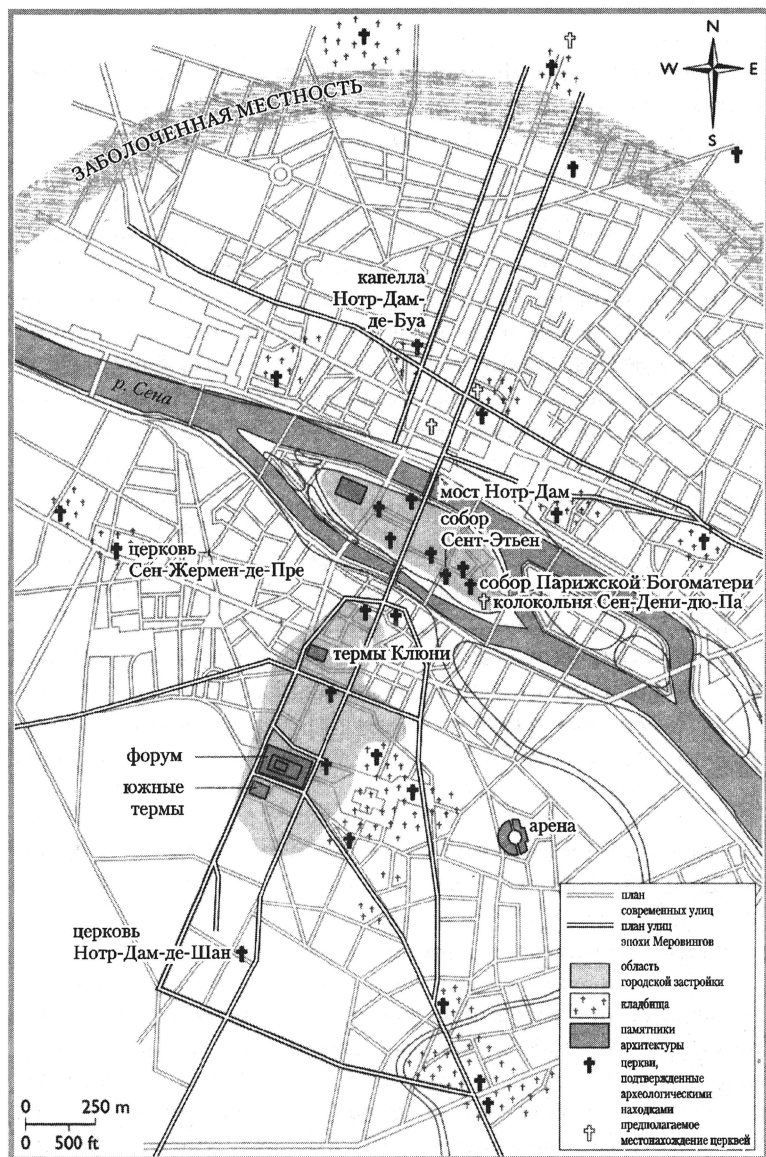 N
W E
S
ЗАБОЛОЧЕННАЯ МЕСТНОСТЬ
капелла
Нотр-Дам-
де-Буа
р. Сена
мост Нотр-Дам
собор
Сент-Этьен
церковь
Сен-Жермен-де-Пре
собор Парижской Богоматери
колокольня Сен-Дени-дю-Па
термы Клюни
форум
южные
термы
арена
церковь
Нотр-Дам-де-Шан
план
современных улиц
план улиц
эпохи Меровингов
область
городской застройки
кладбища
памятники
архитектуры
церкви,
подтвержденные
археологическими
находками
предполагаемое
местонахождение церквей
0 250 m
0 500 ft